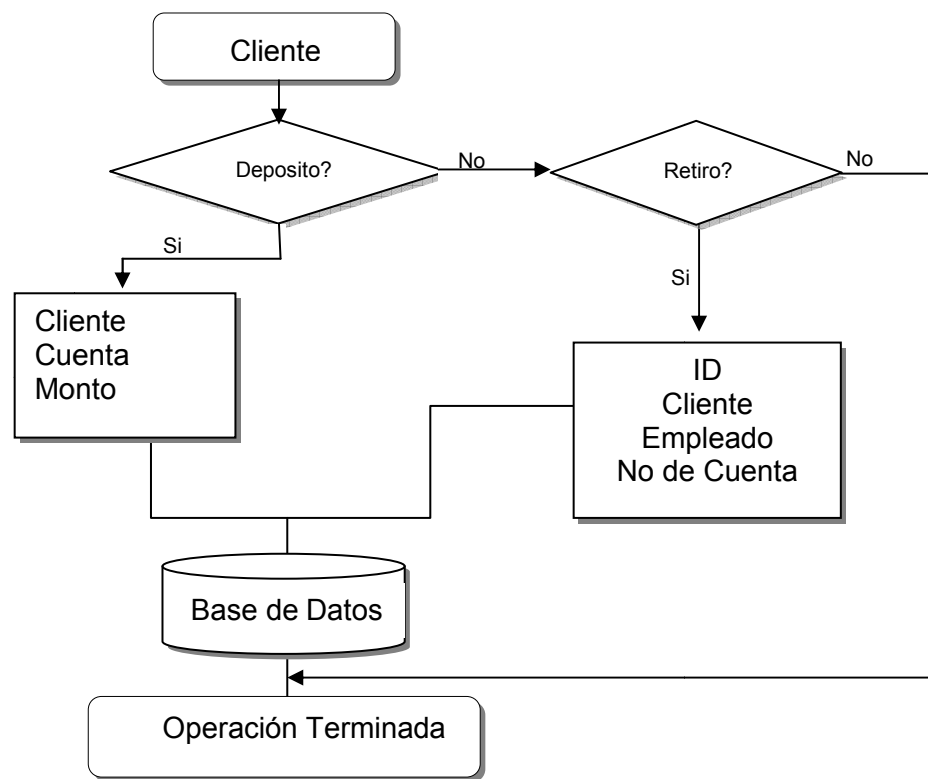 Cliente
Deposito?
No
Retiro?
No
Si
Si
Cliente
Cuenta
Monto
ID
Cliente
Empleado
No de Cuenta
Base de Datos
Operación Terminada